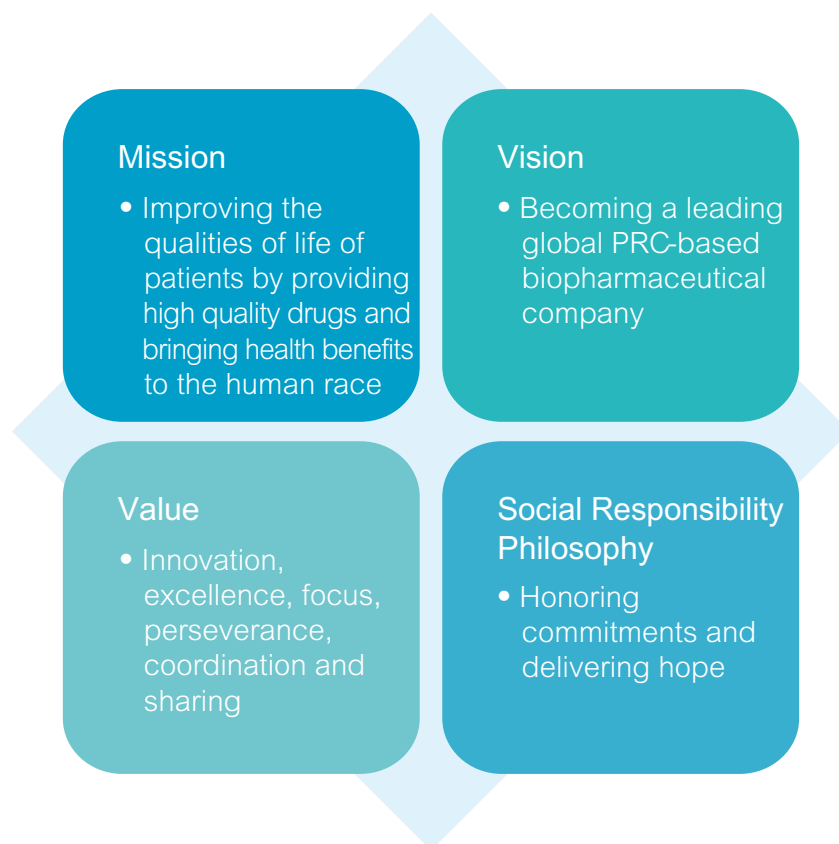 Mission
• Improving the
qualities of life of
patients by providing
high quality drugs and
bringing health benefits
to the human race
Vision
• Becoming a leading
global PRC-based
biopharmaceutical
company
Value
• Innovation,
excellence, focus,
perseverance,
coordination and
sharing
Social Responsibility
Philosophy
• Honoring
commitments and
delivering hope